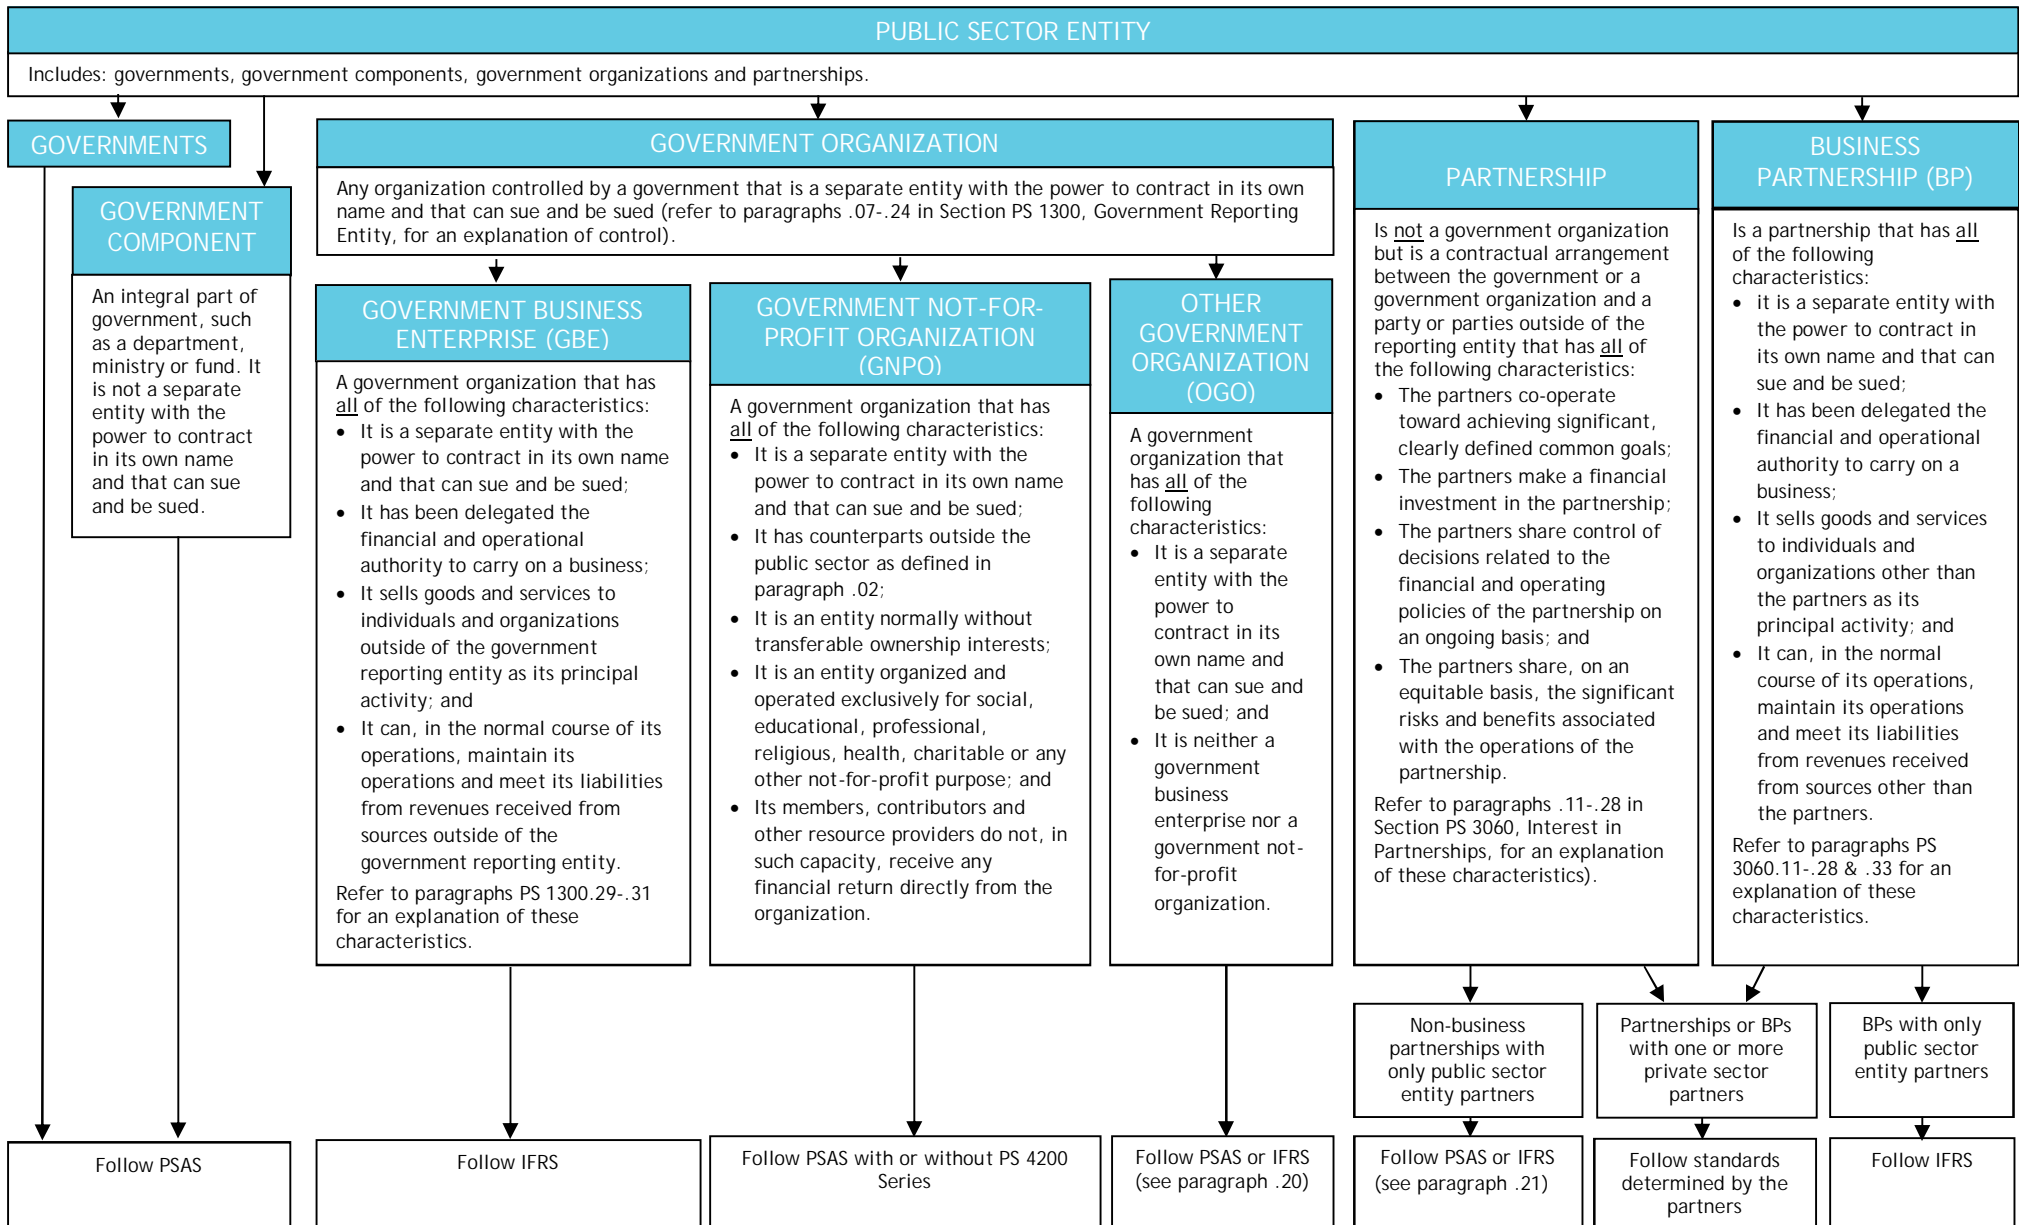 PUBLIC SECTOR ENTITY
Includes: governments, government components, government organizations and partnerships.
GOVERNMENTS
GOVERNMENT
COMPONENT
An integral part of
government, such
as a department,
ministry or fund. It
is not a separate
entity with the
power to contract
in its own name
and that can sue
and be sued.
GOVERNMENT ORGANIZATION
Any organization controlled by a government that is a separate entity with the power to contract in its own
name and that can sue and be sued (refer to paragraphs .07-.24 in Section PS 1300, Government Reporting
Entity, for an explanation of control).
GOVERNMENT BUSINESS
ENTERPRISE (GBE)
A government organization that has
all of the following characteristics:
• It is a separate entity with the
power to contract in its own name
and that can sue and be sued;
• It has been delegated the
financial and operational
authority to carry on a business;
• It sells goods and services to
individuals and organizations
outside of the government
reporting entity as its principal
activity; and
• It can, in the normal course of its
operations, maintain its
operations and meet its liabilities
from revenues received from
sources outside of the
government reporting entity.
Refer to paragraphs PS 1300.29-.31
for an explanation of these
characteristics.
GOVERNMENT NOT-FOR-
PROFIT ORGANIZATION
(GNPO)
A government organization that has
all of the following characteristics:
• It is a separate entity with the
power to contract in its own name
and that can sue and be sued;
• It has counterparts outside the
public sector as defined in
paragraph .02;
• It is an entity normally without
transferable ownership interests;
• It is an entity organized and
operated exclusively for social,
educational, professional,
religious, health, charitable or any
other not-for-profit purpose; and
• Its members, contributors and
other resource providers do not, in
such capacity, receive any
financial return directly from the
organization.
OTHER
GOVERNMENT
ORGANIZATION
(OGO)
A government
organization that
has all of the
following
characteristics:
• It is a separate
entity with the
power to
contract in its
own name and
that can sue and
be sued; and
• It is neither a
government
business
enterprise nor a
government not-
for-profit
organization.
PARTNERSHIP
Is not a government organization
but is a contractual arrangement
between the government or a
government organization and a
party or parties outside of the
reporting entity that has all of
the following characteristics:
• The partners co-operate
toward achieving significant,
clearly defined common goals;
• The partners make a financial
investment in the partnership;
• The partners share control of
decisions related to the
financial and operating
policies of the partnership on
an ongoing basis; and
• The partners share, on an
equitable basis, the significant
risks and benefits associated
with the operations of the
partnership.
Refer to paragraphs .11-.28 in
Section PS 3060, Interest in
Partnerships, for an explanation
of these characteristics).
BUSINESS
PARTNERSHIP (BP)
Is a partnership that has all
of the following
characteristics:
• it is a separate entity with
the power to contract in
its own name and that can
sue and be sued;
• It has been delegated the
financial and operational
authority to carry on a
business;
• It sells goods and services
to individuals and
organizations other than
the partners as its
principal activity; and
• It can, in the normal
course of its operations,
maintain its operations
and meet its liabilities
from revenues received
from sources other than
the partners.
Refer to paragraphs PS
3060.11-.28 & .33 for an
explanation of these
characteristics.
Non-business
partnerships with
only public sector
entity partners
Partnerships or BPs
with one or more
private sector
partners
BPs with only
public sector
entity partners
Follow PSAS
Follow IFRS
Follow PSAS with or without PS 4200
Series
Follow PSAS or IFRS
(see paragraph .20)
Follow PSAS or IFRS
(see paragraph .21)
Follow standards
determined by the
partners
Follow IFRS